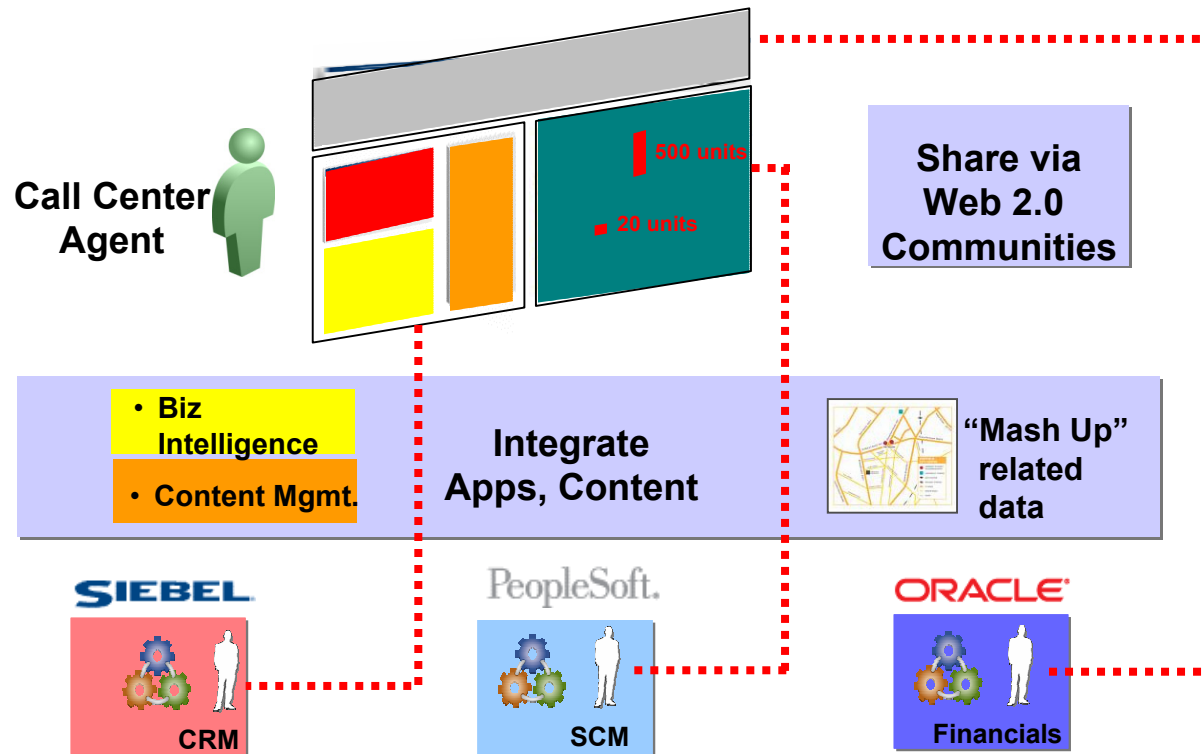 500 units
20 units
Call Center
Agent
Share via
Web 2.0
Communities
• Biz
Intelligence
• Content Mgmt.
Integrate
Apps, Content
“Mash Up”
related
data
SIEBEL.
PeopleSoft.
ORACLE®
CRM
SCM
Financials